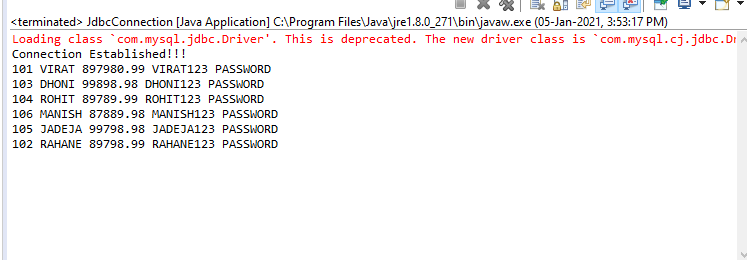 <terminated> JdbcConnection [Java Application] C:\Program Files\Java\jre1.8.0_271\bin\javaw.exe (05-Jan-2021, 3:53:17 PM)
Loading class `com.mysql.jdbc.Driver'. This is deprecated. The new driver class is `com.mysql.cj.jdbc.Dr
Connection Established!!!
101 VIRAT 897980.99 VIRAT123 PASSWORD
103 DHONI 99898.98 DHONI123 PASSWORD
104 ROHIT 89789.99 ROHIT123 PASSWORD
106 MANISH 87889.98 MANISH123 PASSWORD
105 JADEJA 99798.98 JADEJA123 PASSWORD
102 RAHANE 89798.99 RAHANE123 PASSWORD